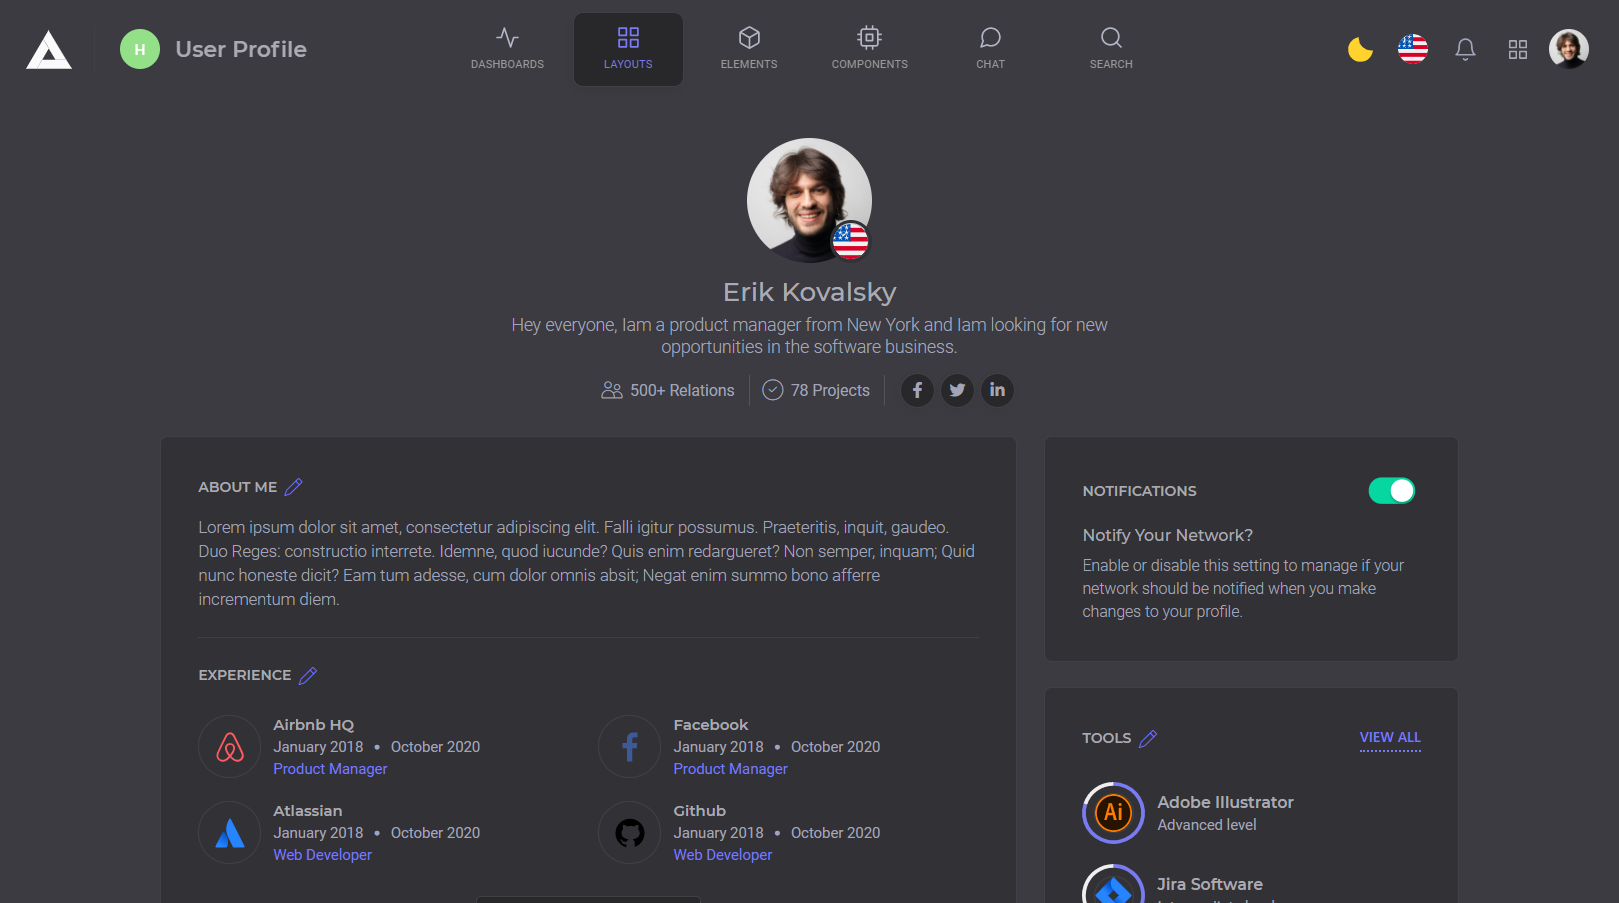 H
User Profile
DASHBOARDS
LAYOUTS
ELEMENTS
COMPONENTS
CHAT
SEARCH
Erik Kovalsky
Hey everyone, Iam a product manager from New York and Iam looking for new
opportunities in the software business.
500+ Relations
78 Projects
ABOUT ME
Lorem ipsum dolor sit amet, consectetur adipiscing elit. Falli igitur possumus. Praeteritis, inquit, gaudeo.
Duo Reges: constructio interrete. Idemne, quod iucunde? Quis enim redargueret? Non semper, inquam; Quid
nunc honeste dicit? Eam tum adesse, cum dolor omnis absit; Negat enim summo bono afferre
incrementum diem.
EXPERIENCE
Airbnb HQ
January 2018 • October 2020
Product Manager
Facebook
January 2018 • October 2020
Product Manager
Atlassian
January 2018 • October 2020
Web Developer
Github
January 2018 • October 2020
Web Developer
NOTIFICATIONS
Notify Your Network?
Enable or disable this setting to manage if your
network should be notified when you make
changes to your profile.
TOOLS
VIEW ALL
Ai
Adobe Illustrator
Advanced level
Jira Software